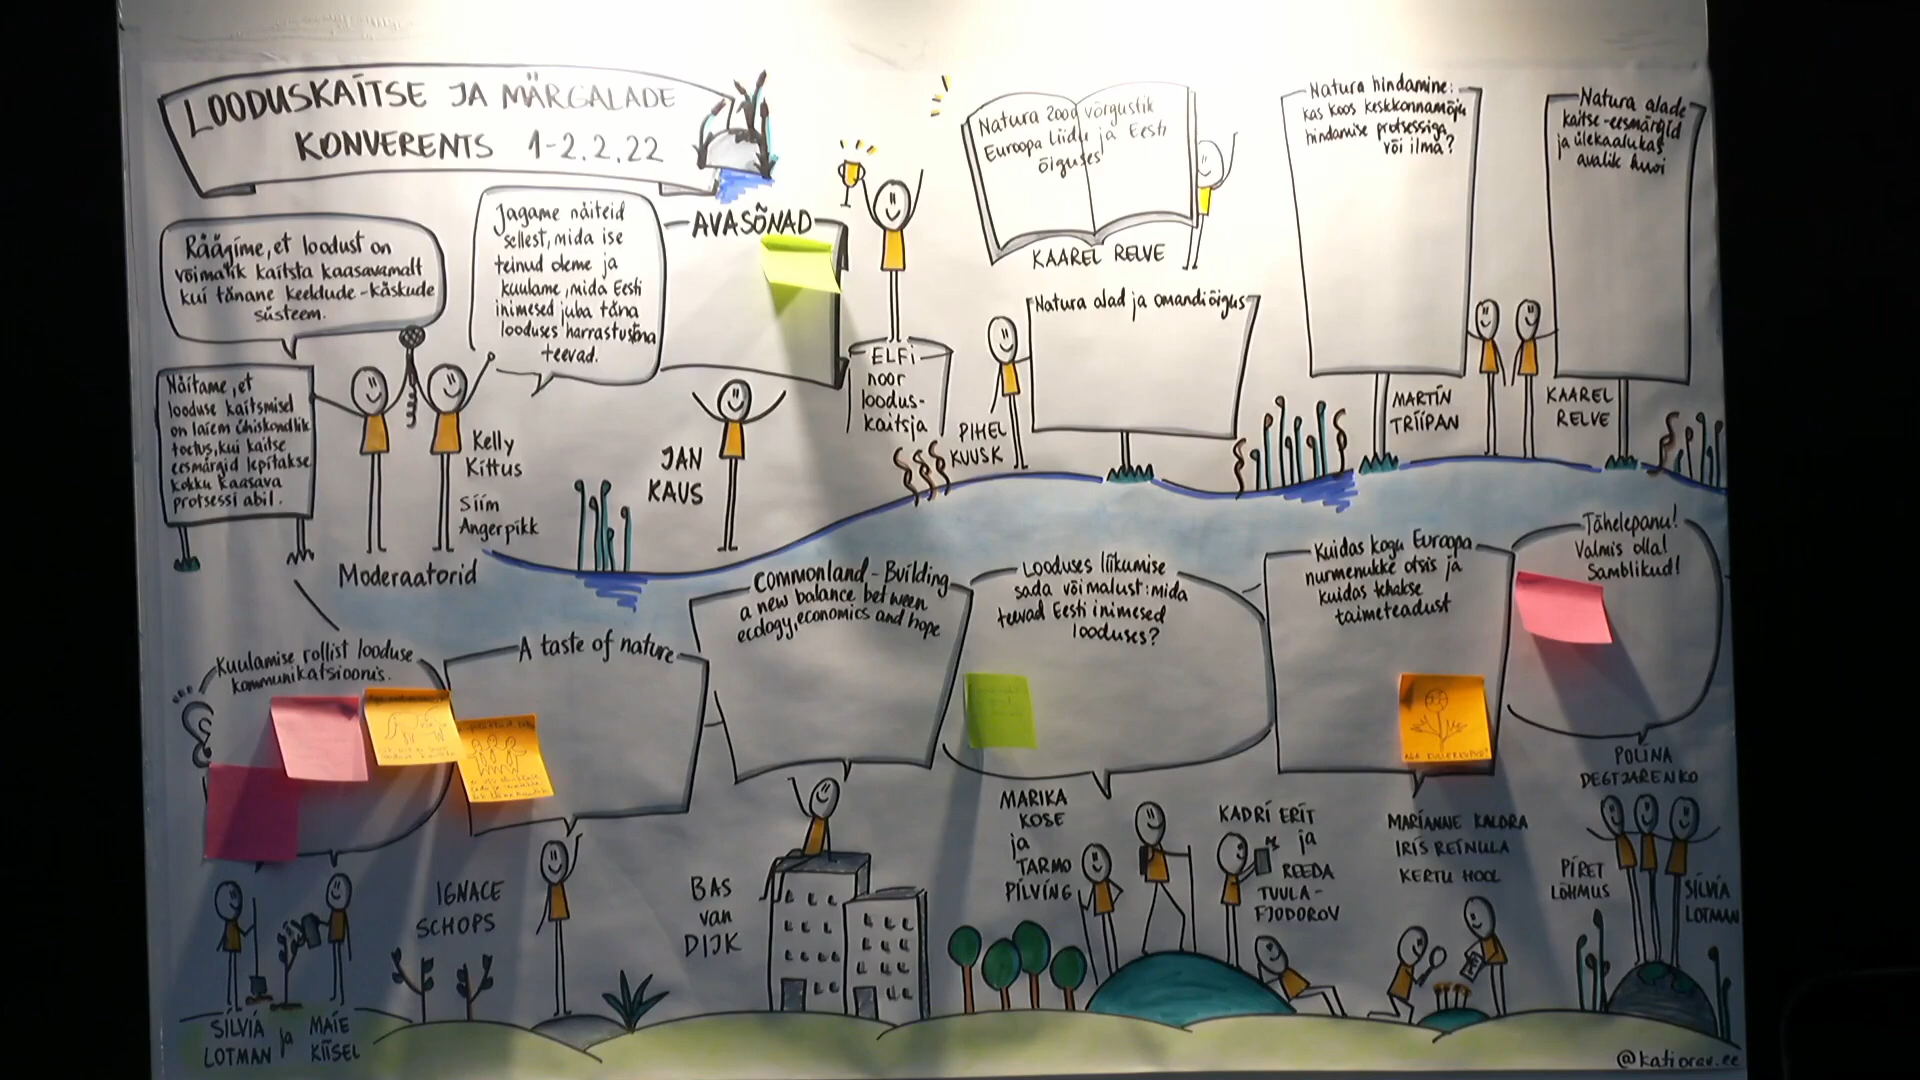 LOODUSKAITSE JA MÄRGALADE
KONVERENTS 1-2.2.22
Räägime, et loodust on
võimalik kaitsta kaasavamalt
kui tänane keeldude-käskude
süsteem.
Jagame näiteid
sellest, mida ise
teinud oleme ja
kuulame, mida Eesti
inimesed juba täna
looduses harrastustena
teevad.
Näitame, et
looduse kaitsmisel
on laiem ühiskondlik
toetus, kui kaitse
eesmärgid lepitakse
kokku kaasava
protsessi abil.
Kelly
Kittus
Siim
Angerpikk
Moderaatorid
AVASÕNAD
JAN
KAUS
ELFi
noor
loodus-
kaitsja
Natura 2000 võrgustik
Euroopa Liidu ja Eesti
õiguses
KAAREL RELVE
Natura alad ja omandiõigus
PIHEL
KUUSK
Natura hindamine:
kas koos keskkonnamõju
hindamise protsessiga
või ilma?
MARTIN
TRIIPAN
Natura alade
kaitse-eesmärgid
ja ülekaalukas
avalik huvi
KAAREL
RELVE
Kuulamise rollist looduse
kommunikatsioonis.
SILVIA
LOTMAN
ja
MAIE
KIISEL
A taste of nature
IGNACE
SCHOPS
Commonland - Building
a new balance between
ecology, economics and hope
BAS
van
DIJK
Looduses liikumise
sada võimalust: mida
teevad Eesti inimesed
looduses?
MARIKA
KOSE
ja
TARMO
PILVING
KADRI ERIT
ja
REEDA
TUULA-
FJODOROV
Kuidas kogu Euroopa
nurmenukke otsis ja
kuidas tehakse
taimeteadust
AGA KULLERKUPUD?
MARIANNE KALDRA
IRIS REINULA
KERTU HOOL
Tähelepanu!
Valmis olla!
Samblikud!
POLINA
DEGTJARENKO
PIRET
LÕHMUS
SILVIA
LOTMAN
@katiorav.ee